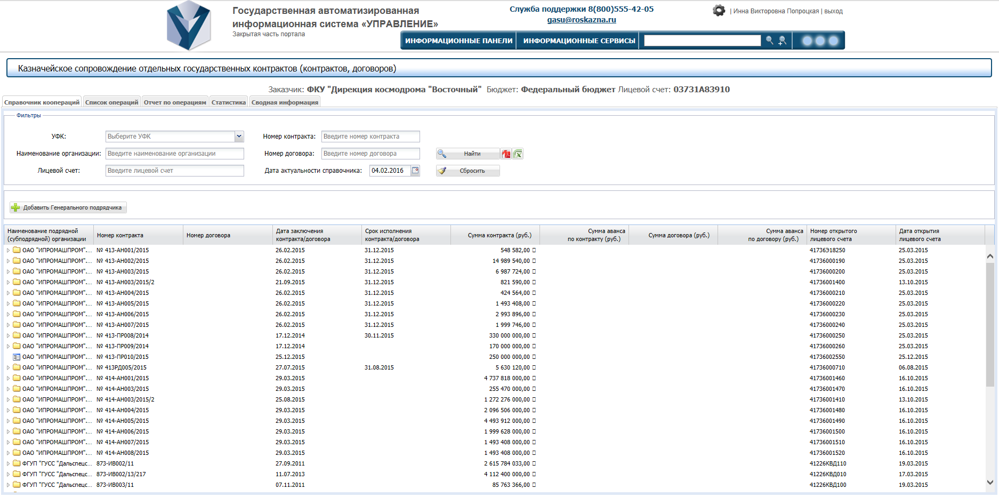 Государственная автоматизированная
информационная система «УПРАВЛЕНИЕ»
Закрытая часть портала
Служба поддержки 8(800)555-42-05
gasu@roskazna.ru
| Инна Викторовна Попроцкая | выход
ИНФОРМАЦИОННЫЕ ПАНЕЛИ ИНФОРМАЦИОННЫЕ СЕРВИСЫ
Казначейское сопровождение отдельных государственных контрактов (контрактов, договоров)
Заказчик: ФКУ "Дирекция космодрома "Восточный" Бюджет: Федеральный бюджет Лицевой счет: 03731А83910
Справочник коопераций Список операций Отчет по операциям Статистика Сводная информация
Фильтры
УФК: Выберите УФК Номер контракта: Введите номер контракта
Наименование организации: Введите наименование организации Номер договора: Введите номер договора Найти
Лицевой счет: Введите лицевой счет Дата актуальности справочника: 04.02.2016 Сбросить
Добавить Генерального подрядчика
Наименование подрядной (субподрядной) организации Номер контракта Номер договора Дата заключения контракта/договора Срок исполнения контракта/договора Сумма контракта (руб.) Сумма аванса по контракту (руб.) Сумма договора (руб.) Сумма аванса по договору (руб.) Номер открытого лицевого счета Дата открытия лицевого счета
ОАО "ИПРОМАШПРОМ".... № 413-АН001/2015 26.02.2015 31.12.2015 548 582,00 41736Э18250 25.03.2015
ОАО "ИПРОМАШПРОМ".... № 413-АН002/2015 26.02.2015 31.12.2015 14 989 540,00 41736000190 25.03.2015
ОАО "ИПРОМАШПРОМ".... № 413-АН003/2015 26.02.2015 31.12.2015 6 987 724,00 41736000200 25.03.2015
ОАО "ИПРОМАШПРОМ".... № 413-АН003/2015/2 21.09.2015 31.12.2015 821 590,00 41736001400 13.10.2015
ОАО "ИПРОМАШПРОМ".... № 413-АН004/2015 26.02.2015 31.12.2015 424 564,00 41736000210 25.03.2015
ОАО "ИПРОМАШПРОМ".... № 413-АН005/2015 26.02.2015 31.12.2015 1 493 408,00 41736000220 25.03.2015
ОАО "ИПРОМАШПРОМ".... № 413-АН006/2015 26.02.2015 31.12.2015 2 993 896,00 41736000230 25.03.2015
ОАО "ИПРОМАШПРОМ".... № 413-АН007/2015 26.02.2015 31.12.2015 1 999 746,00 41736000240 25.03.2015
ОАО "ИПРОМАШПРОМ".... № 413-ПР008/2014 17.12.2014 30.11.2015 330 000 000,00 41736000250 25.03.2015
ОАО "ИПРОМАШПРОМ".... № 413-ПР009/2014 17.12.2014 170 000 000,00 41736000260 25.03.2015
ОАО "ИПРОМАШПРОМ".... № 413-ПР010/2015 25.12.2015 250 000 000,00 41736002550 25.12.2015
ОАО "ИПРОМАШПРОМ".... № 413РД005/2015 27.07.2015 31.08.2015 5 630 120,00 41736000710 06.08.2015
ОАО "ИПРОМАШПРОМ".... № 414-АН001/2015 29.03.2015 4 737 818 000,00 41736001460 16.10.2015
ОАО "ИПРОМАШПРОМ".... № 414-АН003/2015 29.03.2015 255 470 000,00 41736001470 16.10.2015
ОАО "ИПРОМАШПРОМ".... № 414-АН003/2015/2 25.08.2015 1 272 276 000,00 41736001410 13.10.2015
ОАО "ИПРОМАШПРОМ".... № 414-АН004/2015 29.03.2015 2 096 506 000,00 41736001480 16.10.2015
ОАО "ИПРОМАШПРОМ".... № 414-АН005/2015 29.03.2015 4 493 912 000,00 41736001490 16.10.2015
ОАО "ИПРОМАШПРОМ".... № 414-АН006/2015 29.03.2015 1 999 628 000,00 41736001500 16.10.2015
ОАО "ИПРОМАШПРОМ".... № 414-АН007/2015 29.03.2015 1 493 408 000,00 41736001510 16.10.2015
ОАО "ИПРОМАШПРОМ".... № 414-АН008/2015 29.03.2015 1 493 408 000,00 41736001520 16.10.2015
ФГУП "ГУСС "Дальспецс... 873-ИВ002/11 27.09.2011 2 615 784 033,00 41226КВД110 19.03.2015
ФГУП "ГУСС "Дальспецс... 873-ИВ002/13/217 11.07.2013 4 112 400 000,00 41226КВД010 17.03.2015
ФГУП "ГУСС "Дальспецс... 873-ИВ003/11 07.11.2011 85 763 366,00 41226КВД100 19.03.2015